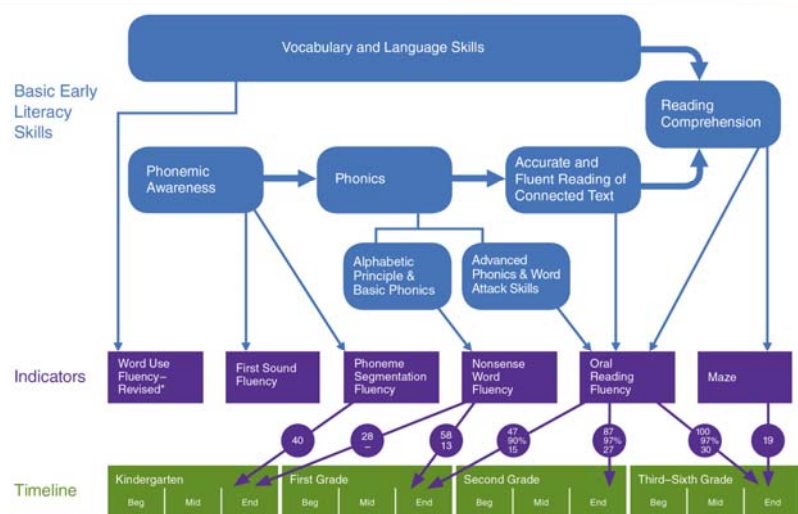 Vocabulary and Language Skills
Basic Early
Literacy
Skills
Reading
Comprehension
Phonemic
Awareness
Phonics
Accurate and
Fluent Reading of
Connected Text
Alphabetic
Principle &
Basic Phonics
Advanced
Phonics & Word
Attack Skills
Indicators
Word Use
Fluency–
Revised*
First Sound
Fluency
Phoneme
Segmentation
Fluency
Nonsense
Word
Fluency
Oral
Reading
Fluency
Maze
40
28
–
58
13
47
90%
15
87
97%
27
100
97%
30
19
Timeline
Kindergarten
First Grade
Second Grade
Third–Sixth Grade
Beg Mid End
Beg Mid End
Beg Mid End
Beg Mid End